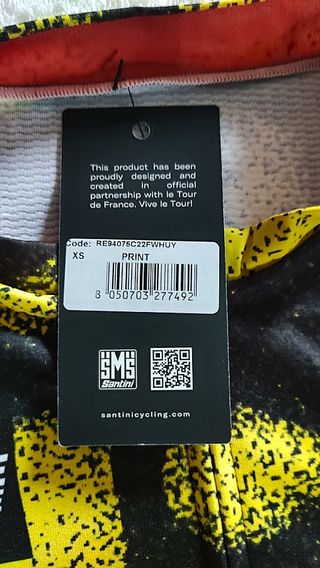 This product has been
proudly designed and
created in official
partnership with le Tour
de France. Vive le Tour!
Code: RE94075C22FWHUY
XS PRINT
8 050703 277492
SMS
Santini
santinicycling.com